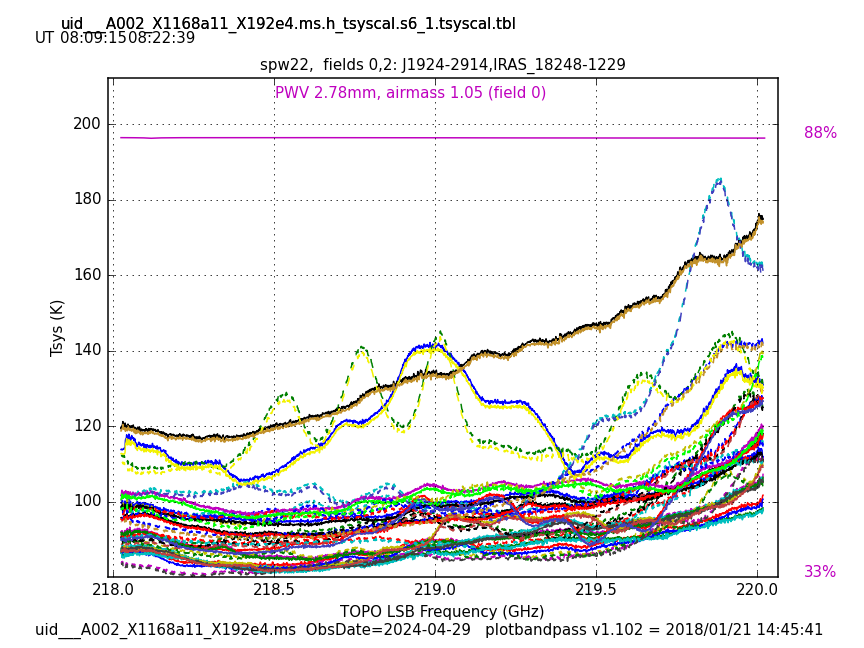 uid___A002_X1168a11_X192e4.ms.h_tsyscal.s6_1.tsyscal.tbl
UT 08:09:15 08:22:39
spw22,  fields 0,2: J1924-2914,IRAS_18248-1229
PWV 2.78mm, airmass 1.05 (field 0)
88%
200
180
160
140
120
100
Tsys (K)
33%
218.0 218.5 219.0 219.5 220.0
TOPO LSB Frequency (GHz)
uid___A002_X1168a11_X192e4.ms  ObsDate=2024-04-29   plotbandpass v1.102 = 2018/01/21 14:45:41